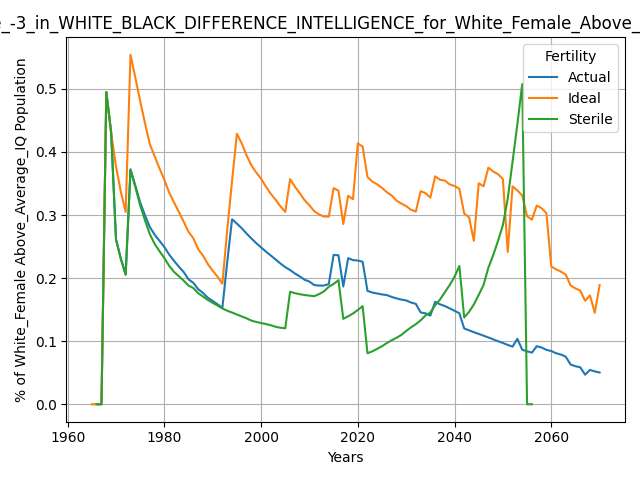 _-3_in_WHITE_BLACK_DIFFERENCE_INTELLIGENCE_for_White_Female_Above_
Fertility
Actual
Ideal
Sterile
% of White_Female Above_Average_IQ Population
0.5
0.4
0.3
0.2
0.1
0.0
1960
1980
2000
2020
2040
2060
Years